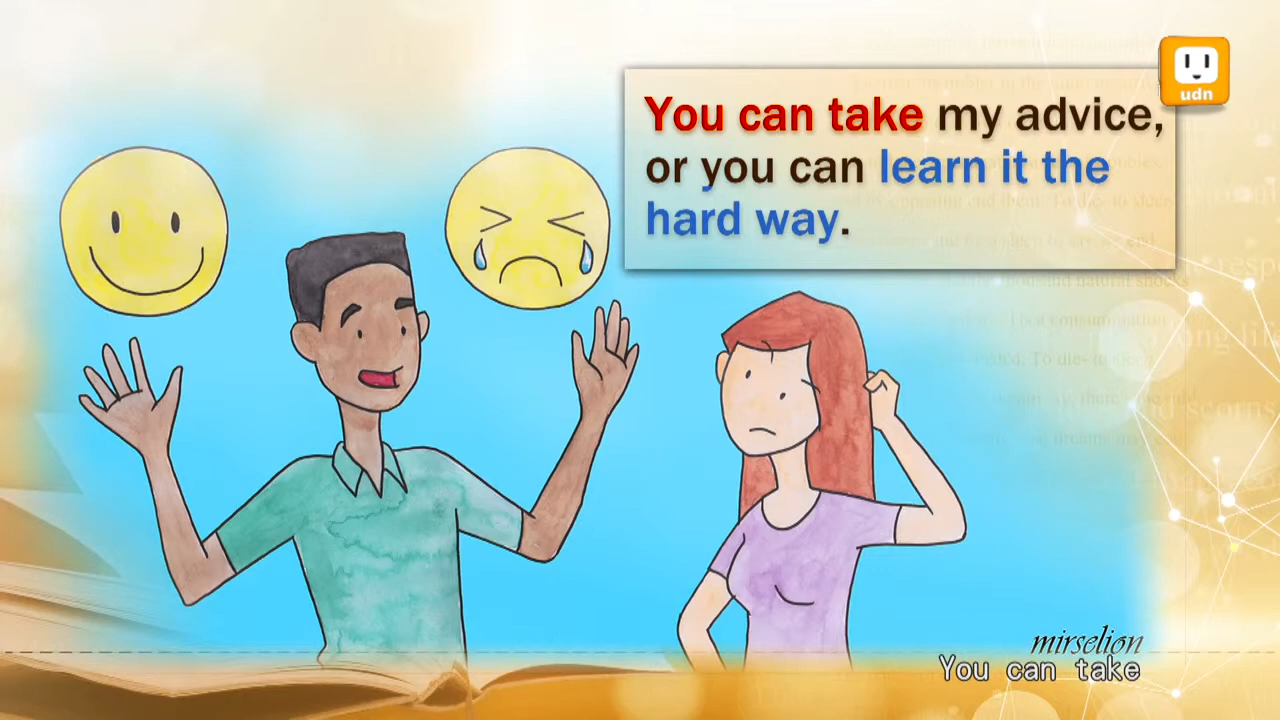 You can take my advice,
or you can learn it the
hard way.
udn
mirselion
You can take